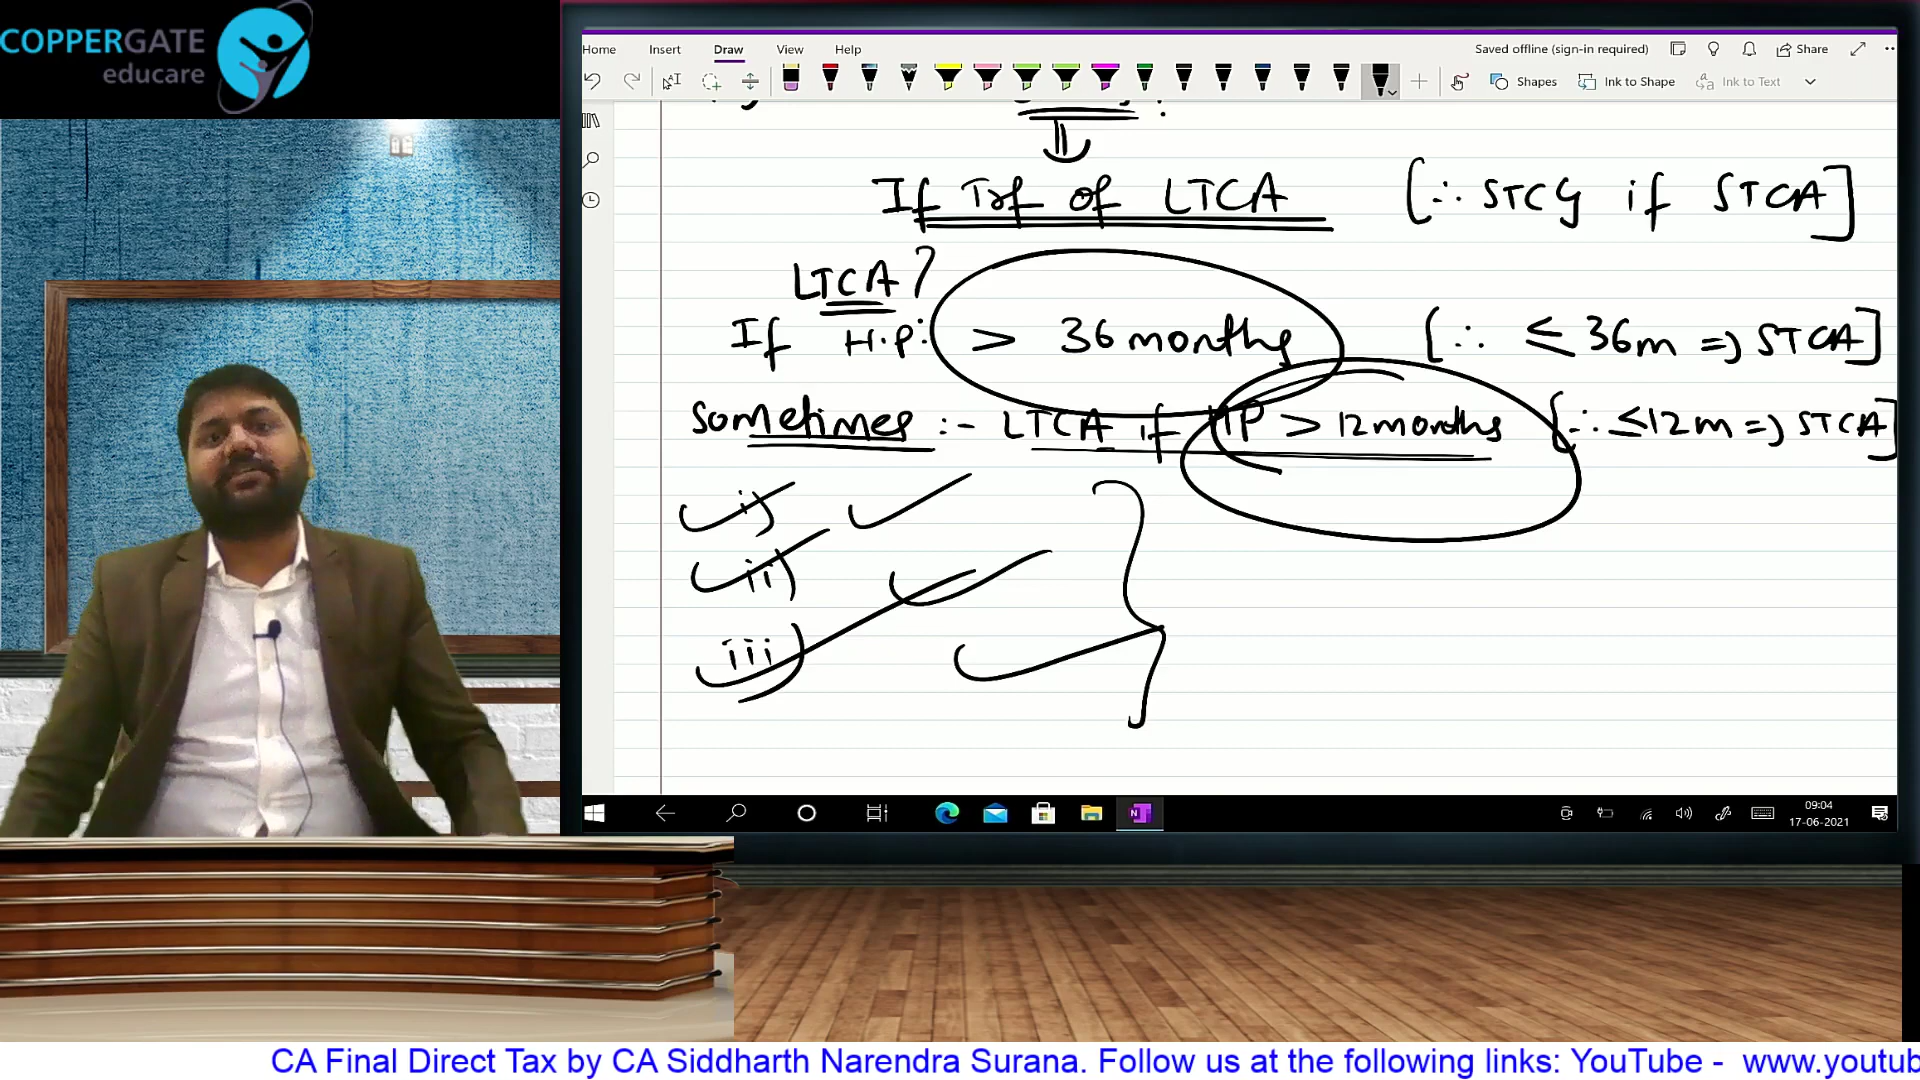 COPPERGATE
educare
Home Insert Draw View Help
Saved offline (sign-in required) Share
Shapes Ink to Shape Ink to Text
If Trf of LTCA [∴ STCG if STCA]
LTCA?
If H.P: > 36 months [∴ ≤ 36m => STCA]
Sometimes :- LTCA if HP > 12 months [∴ ≤12m => STCA]
i)
ii)
iii)
09:04
17-06-2021
CA Final Direct Tax by CA Siddharth Narendra Surana. Follow us at the following links: YouTube - www.youtub